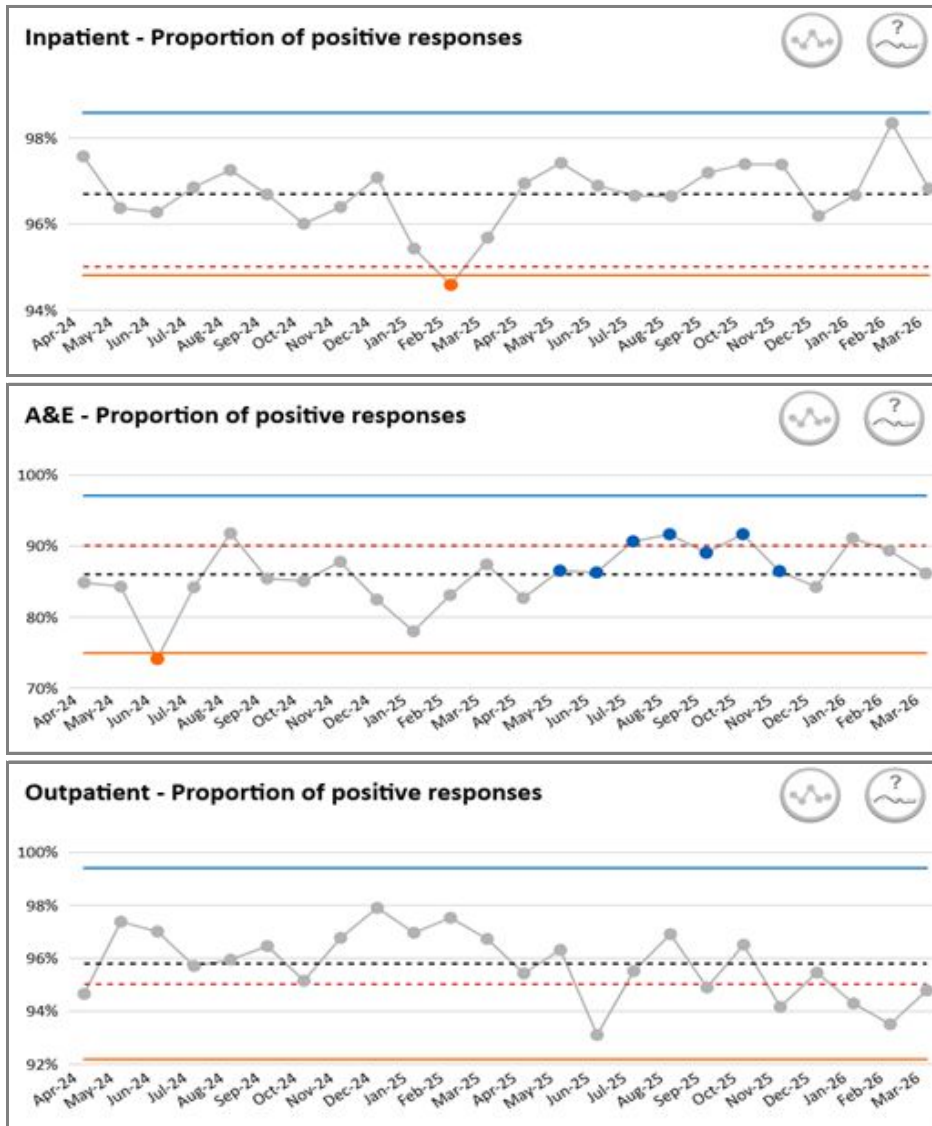 Inpatient - Proportion of positive responses
?
98%
96%
94%
Apr-24 May-24 Jun-24 Jul-24 Aug-24 Sep-24 Oct-24 Nov-24 Dec-24 Jan-25 Feb-25 Mar-25 Apr-25 May-25 Jun-25 Jul-25 Aug-25 Sep-25 Oct-25 Nov-25 Dec-25 Jan-26 Feb-26 Mar-26
A&E - Proportion of positive responses
?
100%
90%
80%
70%
Apr-24 May-24 Jun-24 Jul-24 Aug-24 Sep-24 Oct-24 Nov-24 Dec-24 Jan-25 Feb-25 Mar-25 Apr-25 May-25 Jun-25 Jul-25 Aug-25 Sep-25 Oct-25 Nov-25 Dec-25 Jan-26 Feb-26 Mar-26
Outpatient - Proportion of positive responses
?
100%
98%
96%
94%
92%
Apr-24 May-24 Jun-24 Jul-24 Aug-24 Sep-24 Oct-24 Nov-24 Dec-24 Jan-25 Feb-25 Mar-25 Apr-25 May-25 Jun-25 Jul-25 Aug-25 Sep-25 Oct-25 Nov-25 Dec-25 Jan-26 Feb-26 Mar-26